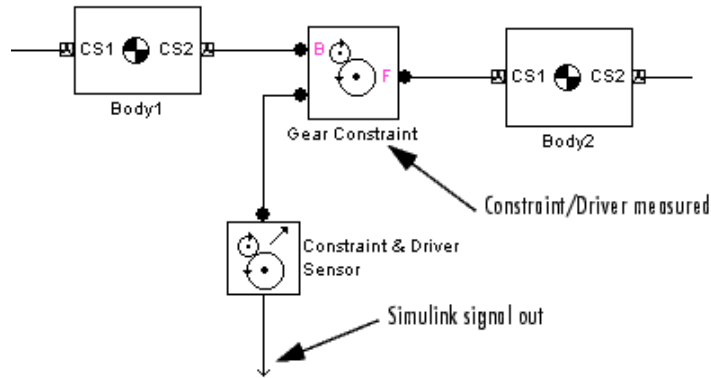 CS1 CS2
Body1
B
F
Gear Constraint
CS1 CS2
Body2
Constraint/Driver measured
Constraint & Driver
Sensor
Simulink signal out